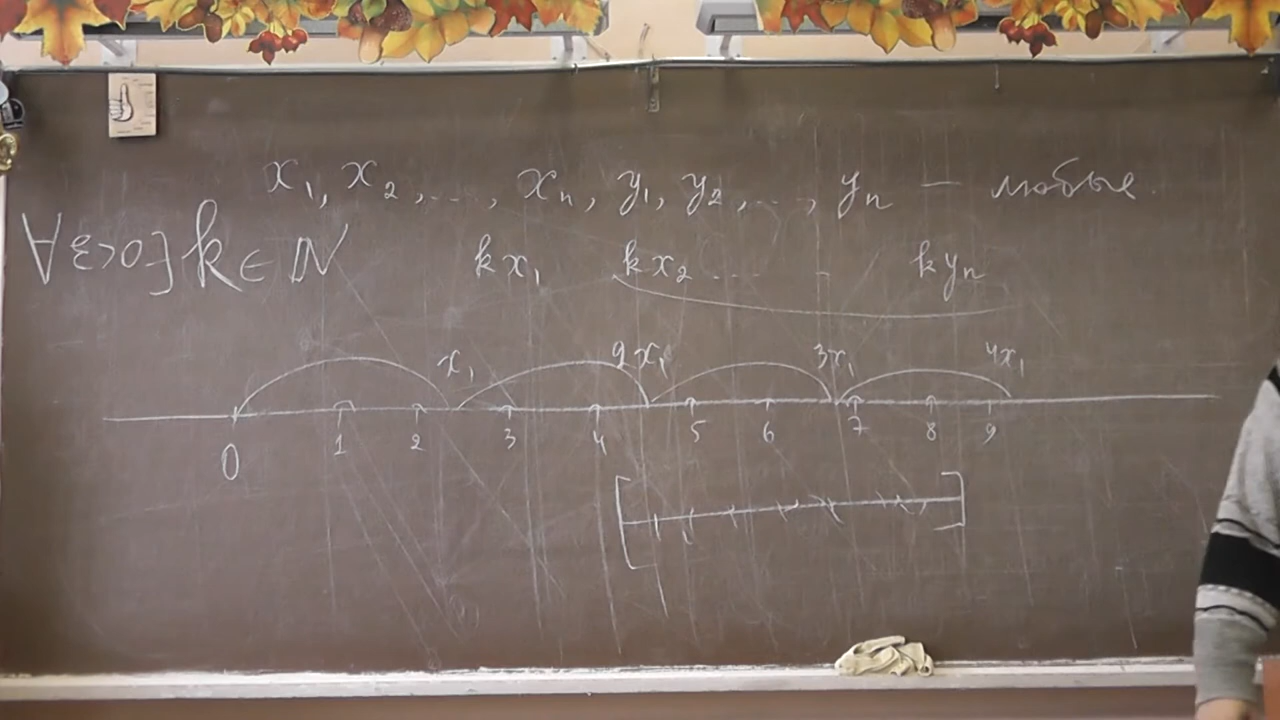 x₁, x₂, ..., xₙ, y₁, y₂, ..., yₙ — любые.
∀ε>0 ∃ k ∈ ℕ kx₁ kx₂ ... kyₙ
x₁ 2x₁ 3x₁ 4x₁
0 1 2 3 4 5 6 7 8 9